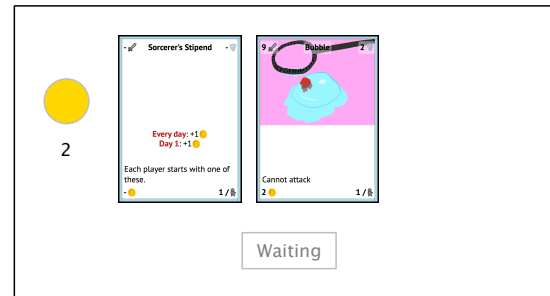 - Sorcerer's Stipend -
9 Bubble 2
2
Every day: +1
Day 1: +1
Each player starts with one of
these.
Cannot attack
- 1 /
2 1 /
Waiting